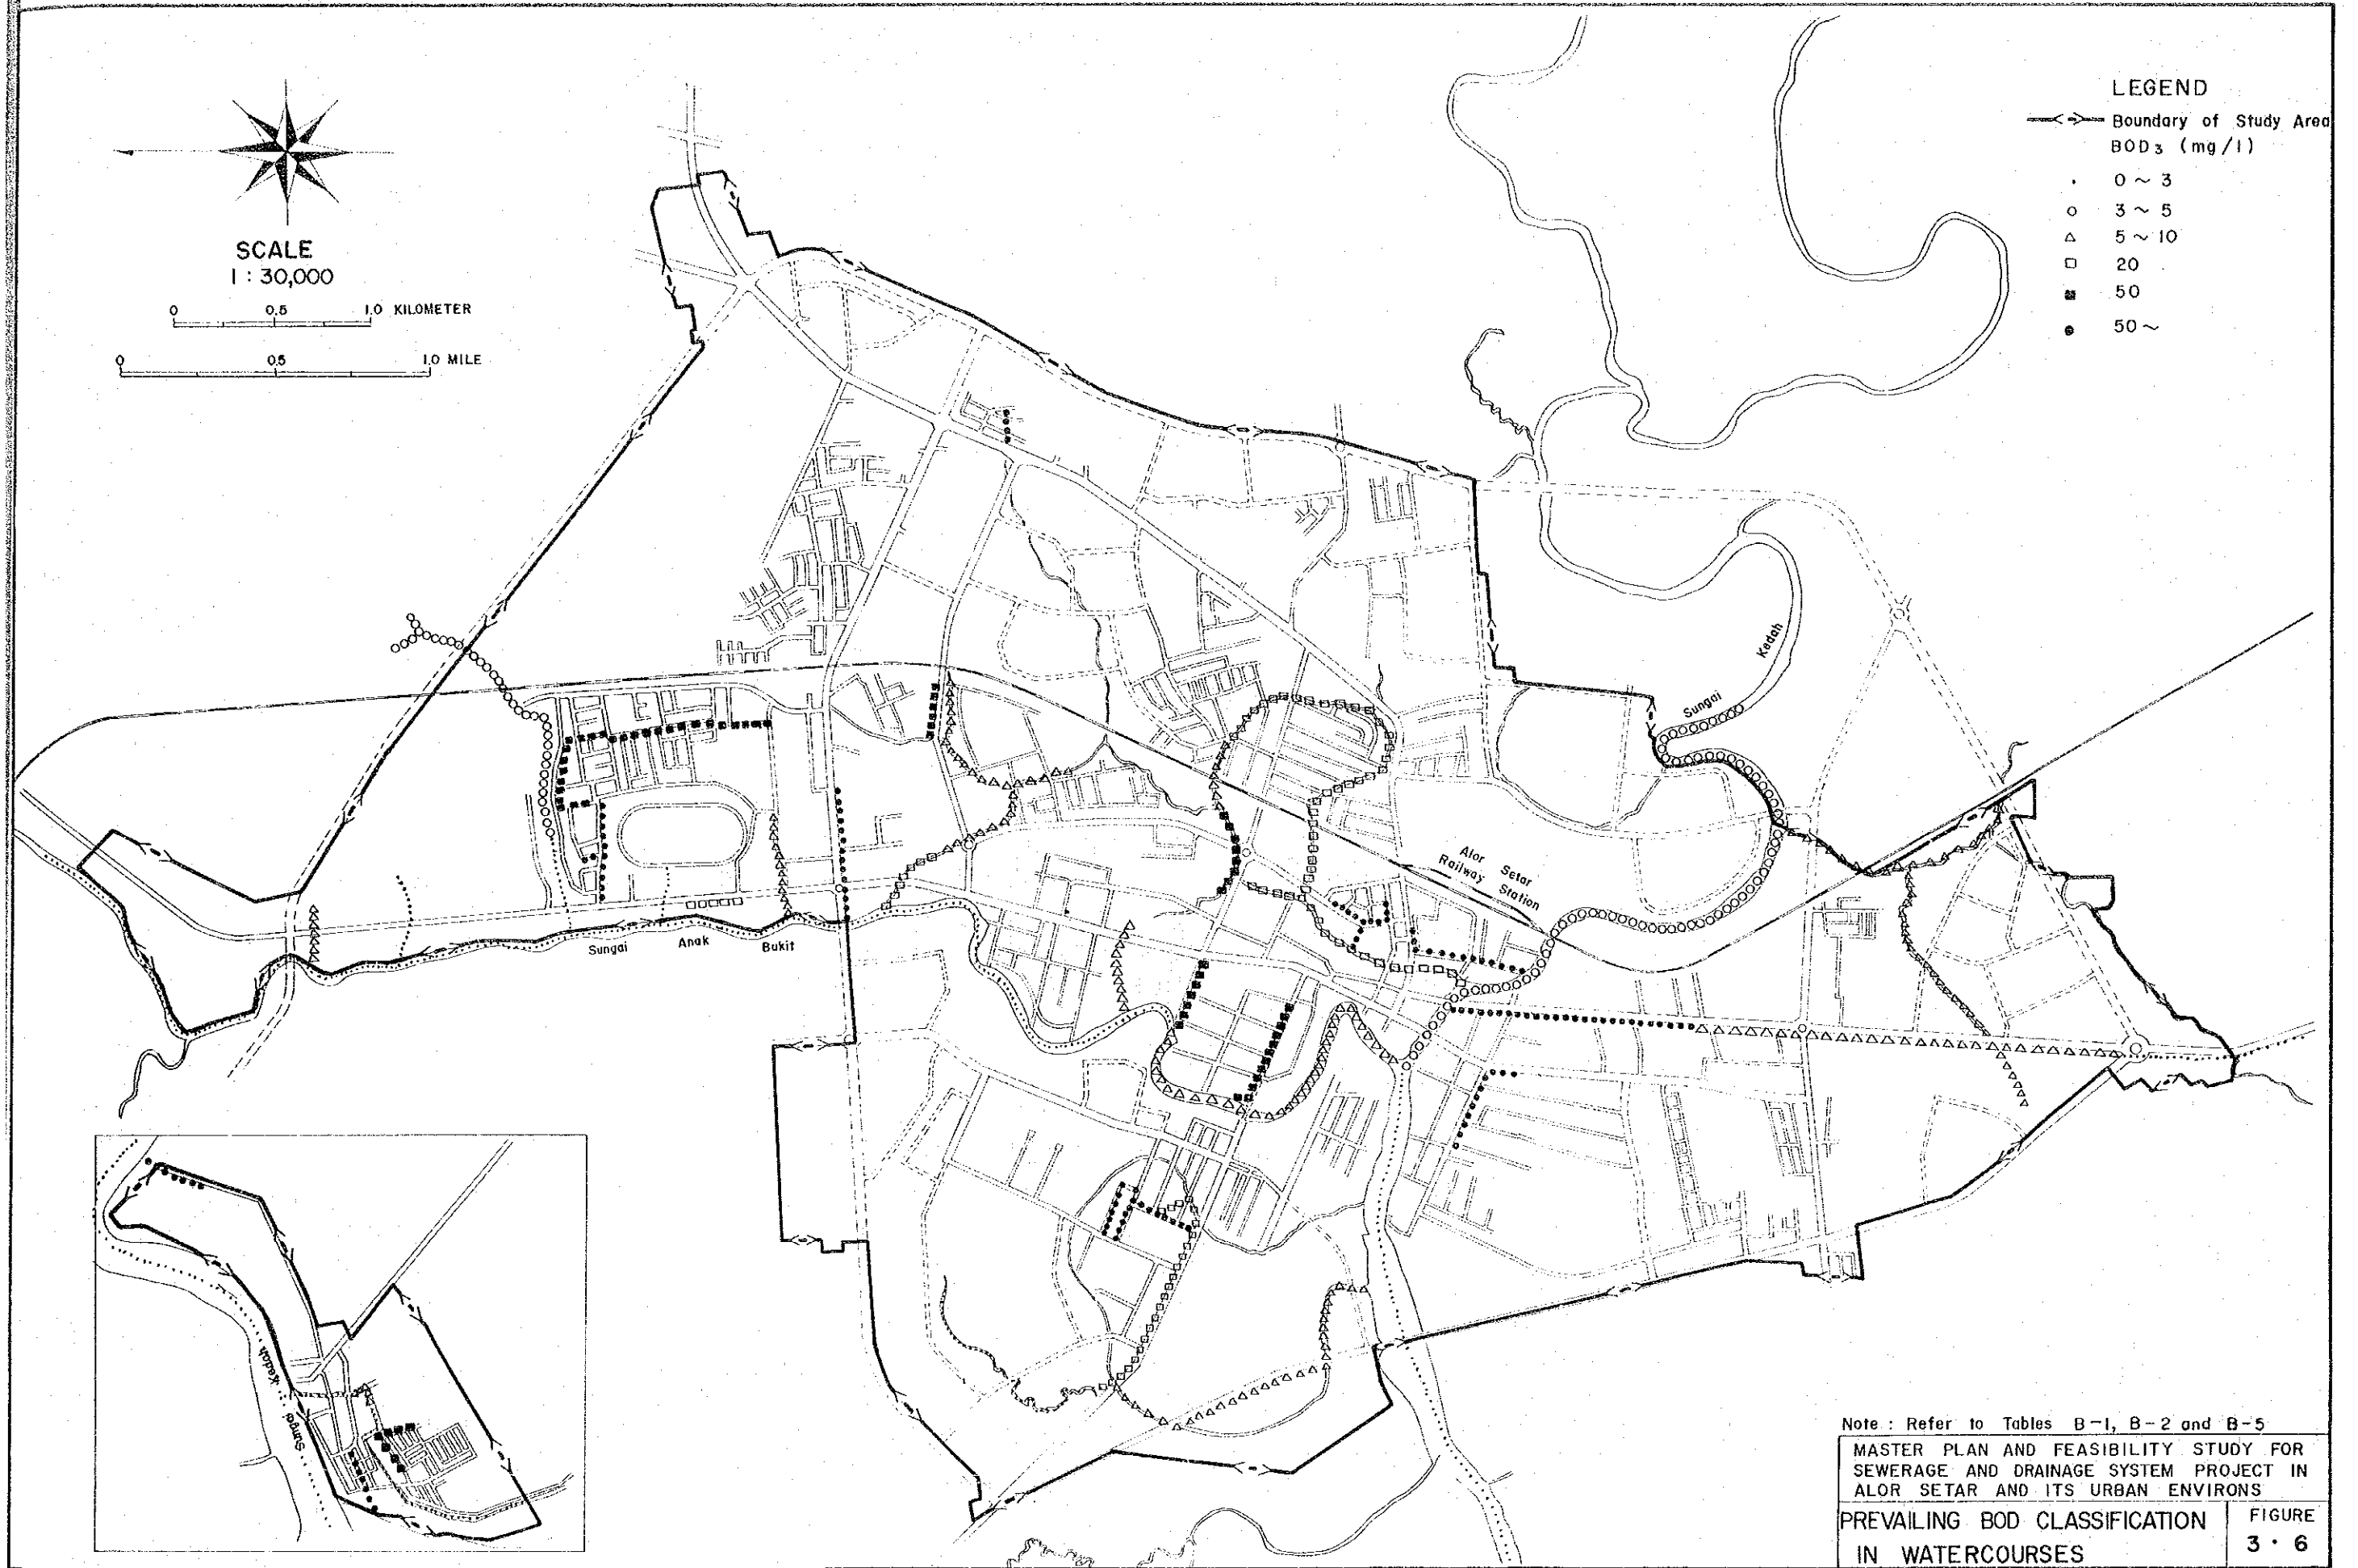 SCALE
1 : 30,000
0 0.5 1.0 KILOMETER
0 0.5 1.0 MILE
LEGEND
Boundary of Study Area
BOD3 (mg/l)
0 ~ 3
3 ~ 5
5 ~ 10
20
50
50 ~
Kedah
Sungai
Alor Setar
Railway Station
Sungai Anak Bukit
Kedah
Sungai
Note : Refer to Tables B-1, B-2 and B-5
MASTER PLAN AND FEASIBILITY STUDY FOR
SEWERAGE AND DRAINAGE SYSTEM PROJECT IN
ALOR SETAR AND ITS URBAN ENVIRONS
PREVAILING BOD CLASSIFICATION
IN WATERCOURSES
FIGURE
3 · 6